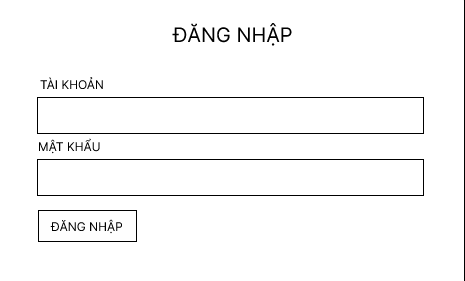 ĐĂNG NHẬP
TÀI KHOẢN
MẬT KHẨU
ĐĂNG NHẬP